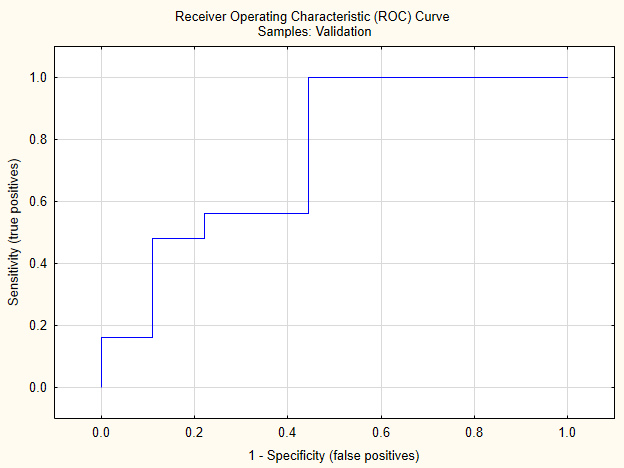 Receiver Operating Characteristic (ROC) Curve
Samples: Validation
Sensitivity (true positives)
1.0
0.8
0.6
0.4
0.2
0.0
0.0 0.2 0.4 0.6 0.8 1.0
1 - Specificity (false positives)